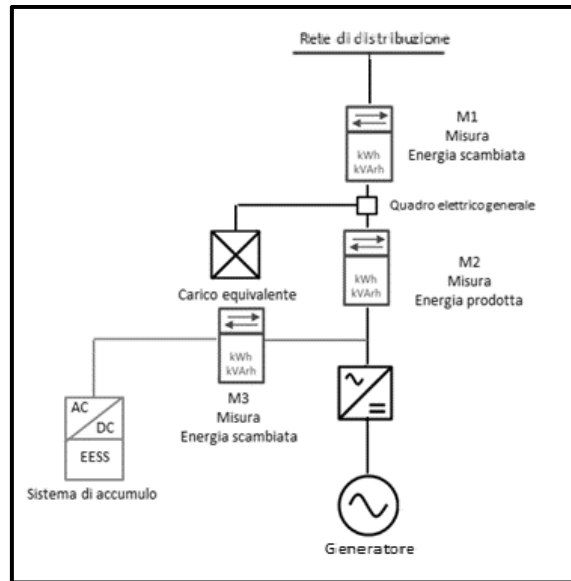 Rete di distribuzione
M1
Misura
Energia scambiata
kWh
kVArh
Quadro elettrico generale
M2
Misura
Energia prodotta
kWh
kVArh
Carico equivalente
kWh
kVArh
M3
Misura
Energia scambiata
AC
DC
EESS
Sistema di accumulo
Generatore